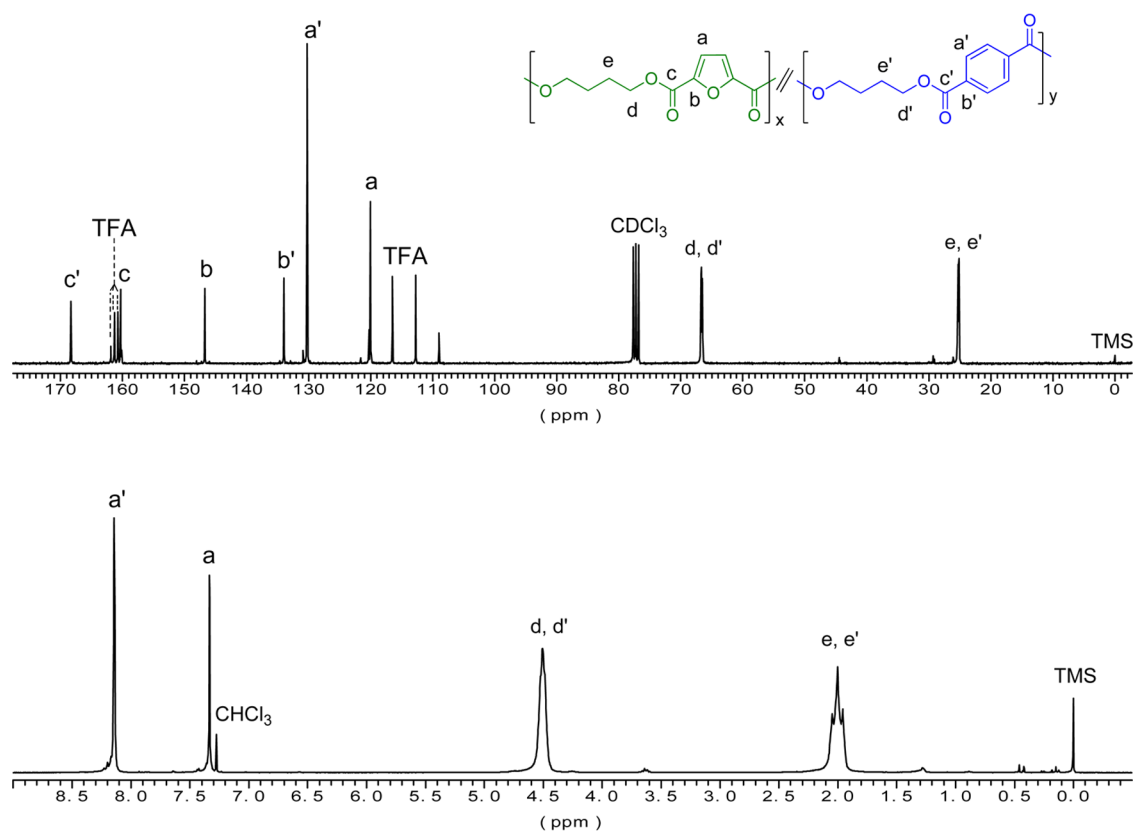 a'
a
a'
e
O
c
O
O
e'
O
c'
d
O
b
O
O
x
O
d'
b'
O
y
TFA
c'
c
b
b'
a
TFA
CDCl3
d, d'
e, e'
TMS
170 160 150 140 130 120 110 100 90 80 70 60 50 40 30 20 10 0
( ppm )
a'
a
CHCl3
d, d'
e, e'
TMS
8.5 8.0 7.5 7.0 6.5 6.0 5.5 5.0 4.5 4.0 3.5 3.0 2.5 2.0 1.5 1.0 0.5 0.0
( ppm )